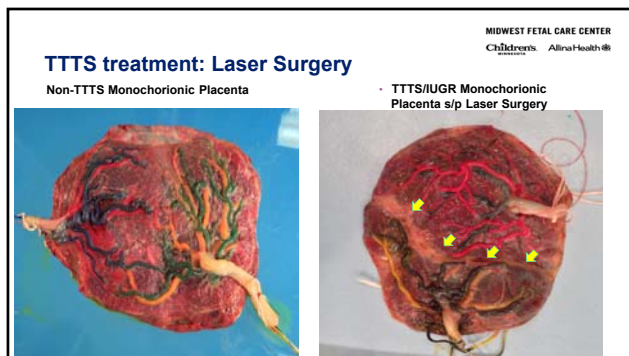 MIDWEST FETAL CARE CENTER
Children's Allina Health
MINNESOTA
TTTS treatment: Laser Surgery
Non-TTTS Monochorionic Placenta
• TTTS/IUGR Monochorionic
Placenta s/p Laser Surgery